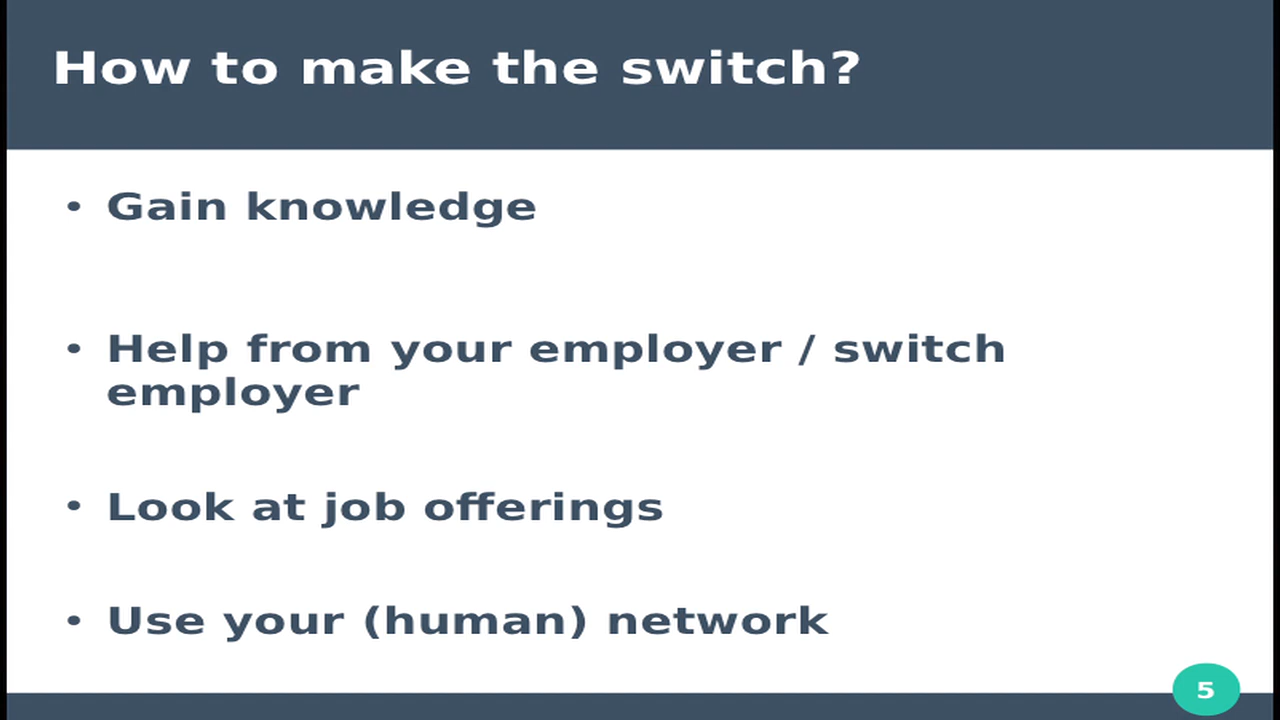 How to make the switch?
• Gain knowledge
• Help from your employer / switch
employer
• Look at job offerings
• Use your (human) network
5